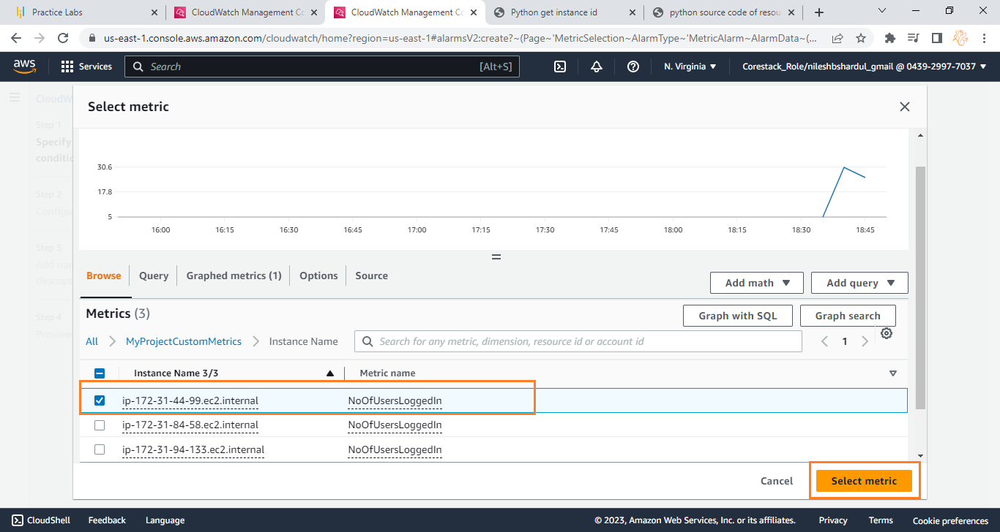 Practice Labs
CloudWatch Management Co
CloudWatch Management Co
Python get instance id
python source code of resou
us-east-1.console.aws.amazon.com/cloudwatch/home?region=us-east-1#alarmsV2:create?~(Page~'MetricSelection~AlarmType~'MetricAlarm~AlarmData~(...
aws
Services
Search
[Alt+S]
N. Virginia
Corestack_Role/nileshbshardul_gmail @ 0439-2997-7037
CloudW
Step 1
Specify
conditio
Step 2
Configu
Step 3
Add nam
descript
Step 4
Preview
Select metric
30.6
17.8
5
16:00 16:15 16:30 16:45 17:00 17:15 17:30 17:45 18:00 18:15 18:30 18:45
Browse Query Graphed metrics (1) Options Source
Add math Add query
Metrics (3)
Graph with SQL Graph search
All MyProjectCustomMetrics Instance Name
Search for any metric, dimension, resource id or account id
1
Instance Name 3/3 Metric name
ip-172-31-44-99.ec2.internal NoOfUsersLoggedIn
ip-172-31-84-58.ec2.internal NoOfUsersLoggedIn
ip-172-31-94-133.ec2.internal NoOfUsersLoggedIn
Cancel Select metric
CloudShell Feedback Language
© 2023, Amazon Web Services, Inc. or its affiliates. Privacy Terms Cookie preferences